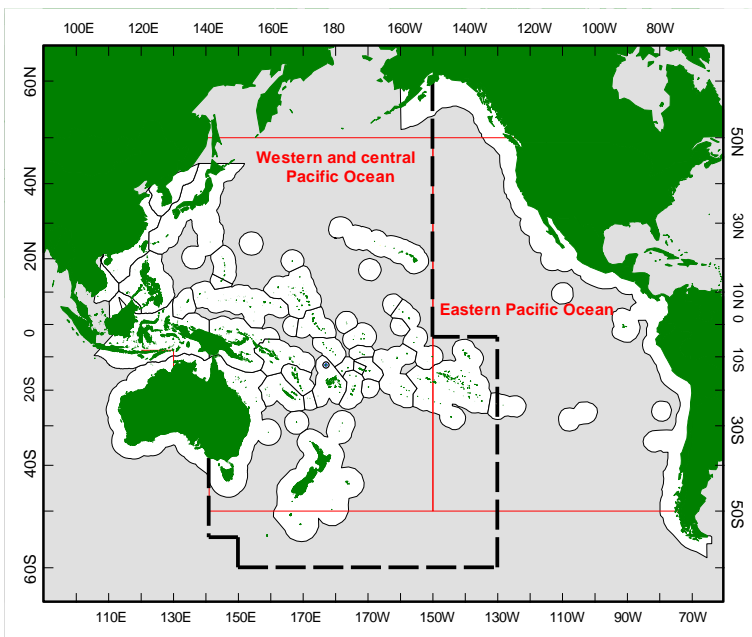 100E 120E 140E 160E 180 160W 140W 120W 100W 80W
60N
50N
Western and central
Pacific Ocean
40N
30N
20N
10N
Eastern Pacific Ocean
0
0
10S
20S
30S
40S
50S
60S
110E 130E 150E 170E 170W 150W 130W 110W 90W 70W